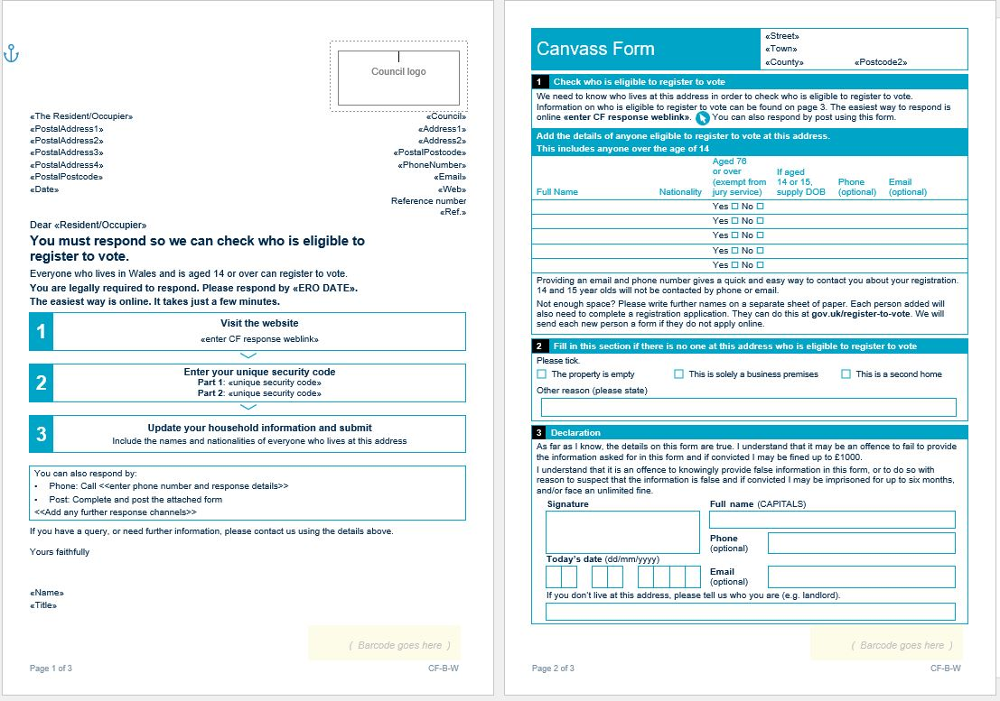 Council logo
«The Resident/Occupier»
«PostalAddress1»
«PostalAddress2»
«PostalAddress3»
«PostalAddress4»
«PostalPostcode»
«Date»
«Council»
«Address1»
«Address2»
«PostalPostcode»
«PhoneNumber»
«Email»
«Web»
Reference number
«Ref.»
Dear «Resident/Occupier»
You must respond so we can check who is eligible to
register to vote.
Everyone who lives in Wales and is aged 14 or over can register to vote.
You are legally required to respond. Please respond by «ERO DATE».
The easiest way is online. It takes just a few minutes.
1
Visit the website
«enter CF response weblink»
2
Enter your unique security code
Part 1: «unique security code»
Part 2: «unique security code»
3
Update your household information and submit
Include the names and nationalities of everyone who lives at this address
You can also respond by:
• Phone: Call <<enter phone number and response details>>
• Post: Complete and post the attached form
<<Add any further response channels>>
If you have a query, or need further information, please contact us using the details above.
Yours faithfully
«Name»
«Title»
( Barcode goes here )
Page 1 of 3
CF-B-W
Canvass Form
«Street»
«Town»
«County» «Postcode2»
1 Check who is eligible to register to vote
We need to know who lives at this address in order to check who is eligible to register to vote.
Information on who is eligible to register to vote can be found on page 3. The easiest way to respond is
online «enter CF response weblink». You can also respond by post using this form.
Add the details of anyone eligible to register to vote at this address.
This includes anyone over the age of 14
Full Name
Nationality
Aged 76
or over
(exempt from
jury service)
If aged
14 or 15,
supply DOB
Phone
(optional)
Email
(optional)
Yes ☐ No ☐
Yes ☐ No ☐
Yes ☐ No ☐
Yes ☐ No ☐
Yes ☐ No ☐
Providing an email and phone number gives a quick and easy way to contact you about your registration.
14 and 15 year olds will not be contacted by phone or email.
Not enough space? Please write further names on a separate sheet of paper. Each person added will
also need to complete a registration application. They can do this at gov.uk/register-to-vote. We will
send each new person a form if they do not apply online.
2 Fill in this section if there is no one at this address who is eligible to register to vote
Please tick.
☐ The property is empty ☐ This is solely a business premises ☐ This is a second home
Other reason (please state)
3 Declaration
As far as I know, the details on this form are true. I understand that it may be an offence to fail to provide
the information asked for in this form and if convicted I may be fined up to £1000.
I understand that it is an offence to knowingly provide false information in this form, or to do so with
reason to suspect that the information is false and if convicted I may be imprisoned for up to six months,
and/or face an unlimited fine.
Signature
Full name (CAPITALS)
Phone
(optional)
Today's date (dd/mm/yyyy)
Email
(optional)
If you don't live at this address, please tell us who you are (e.g. landlord).
( Barcode goes here )
Page 2 of 3
CF-B-W